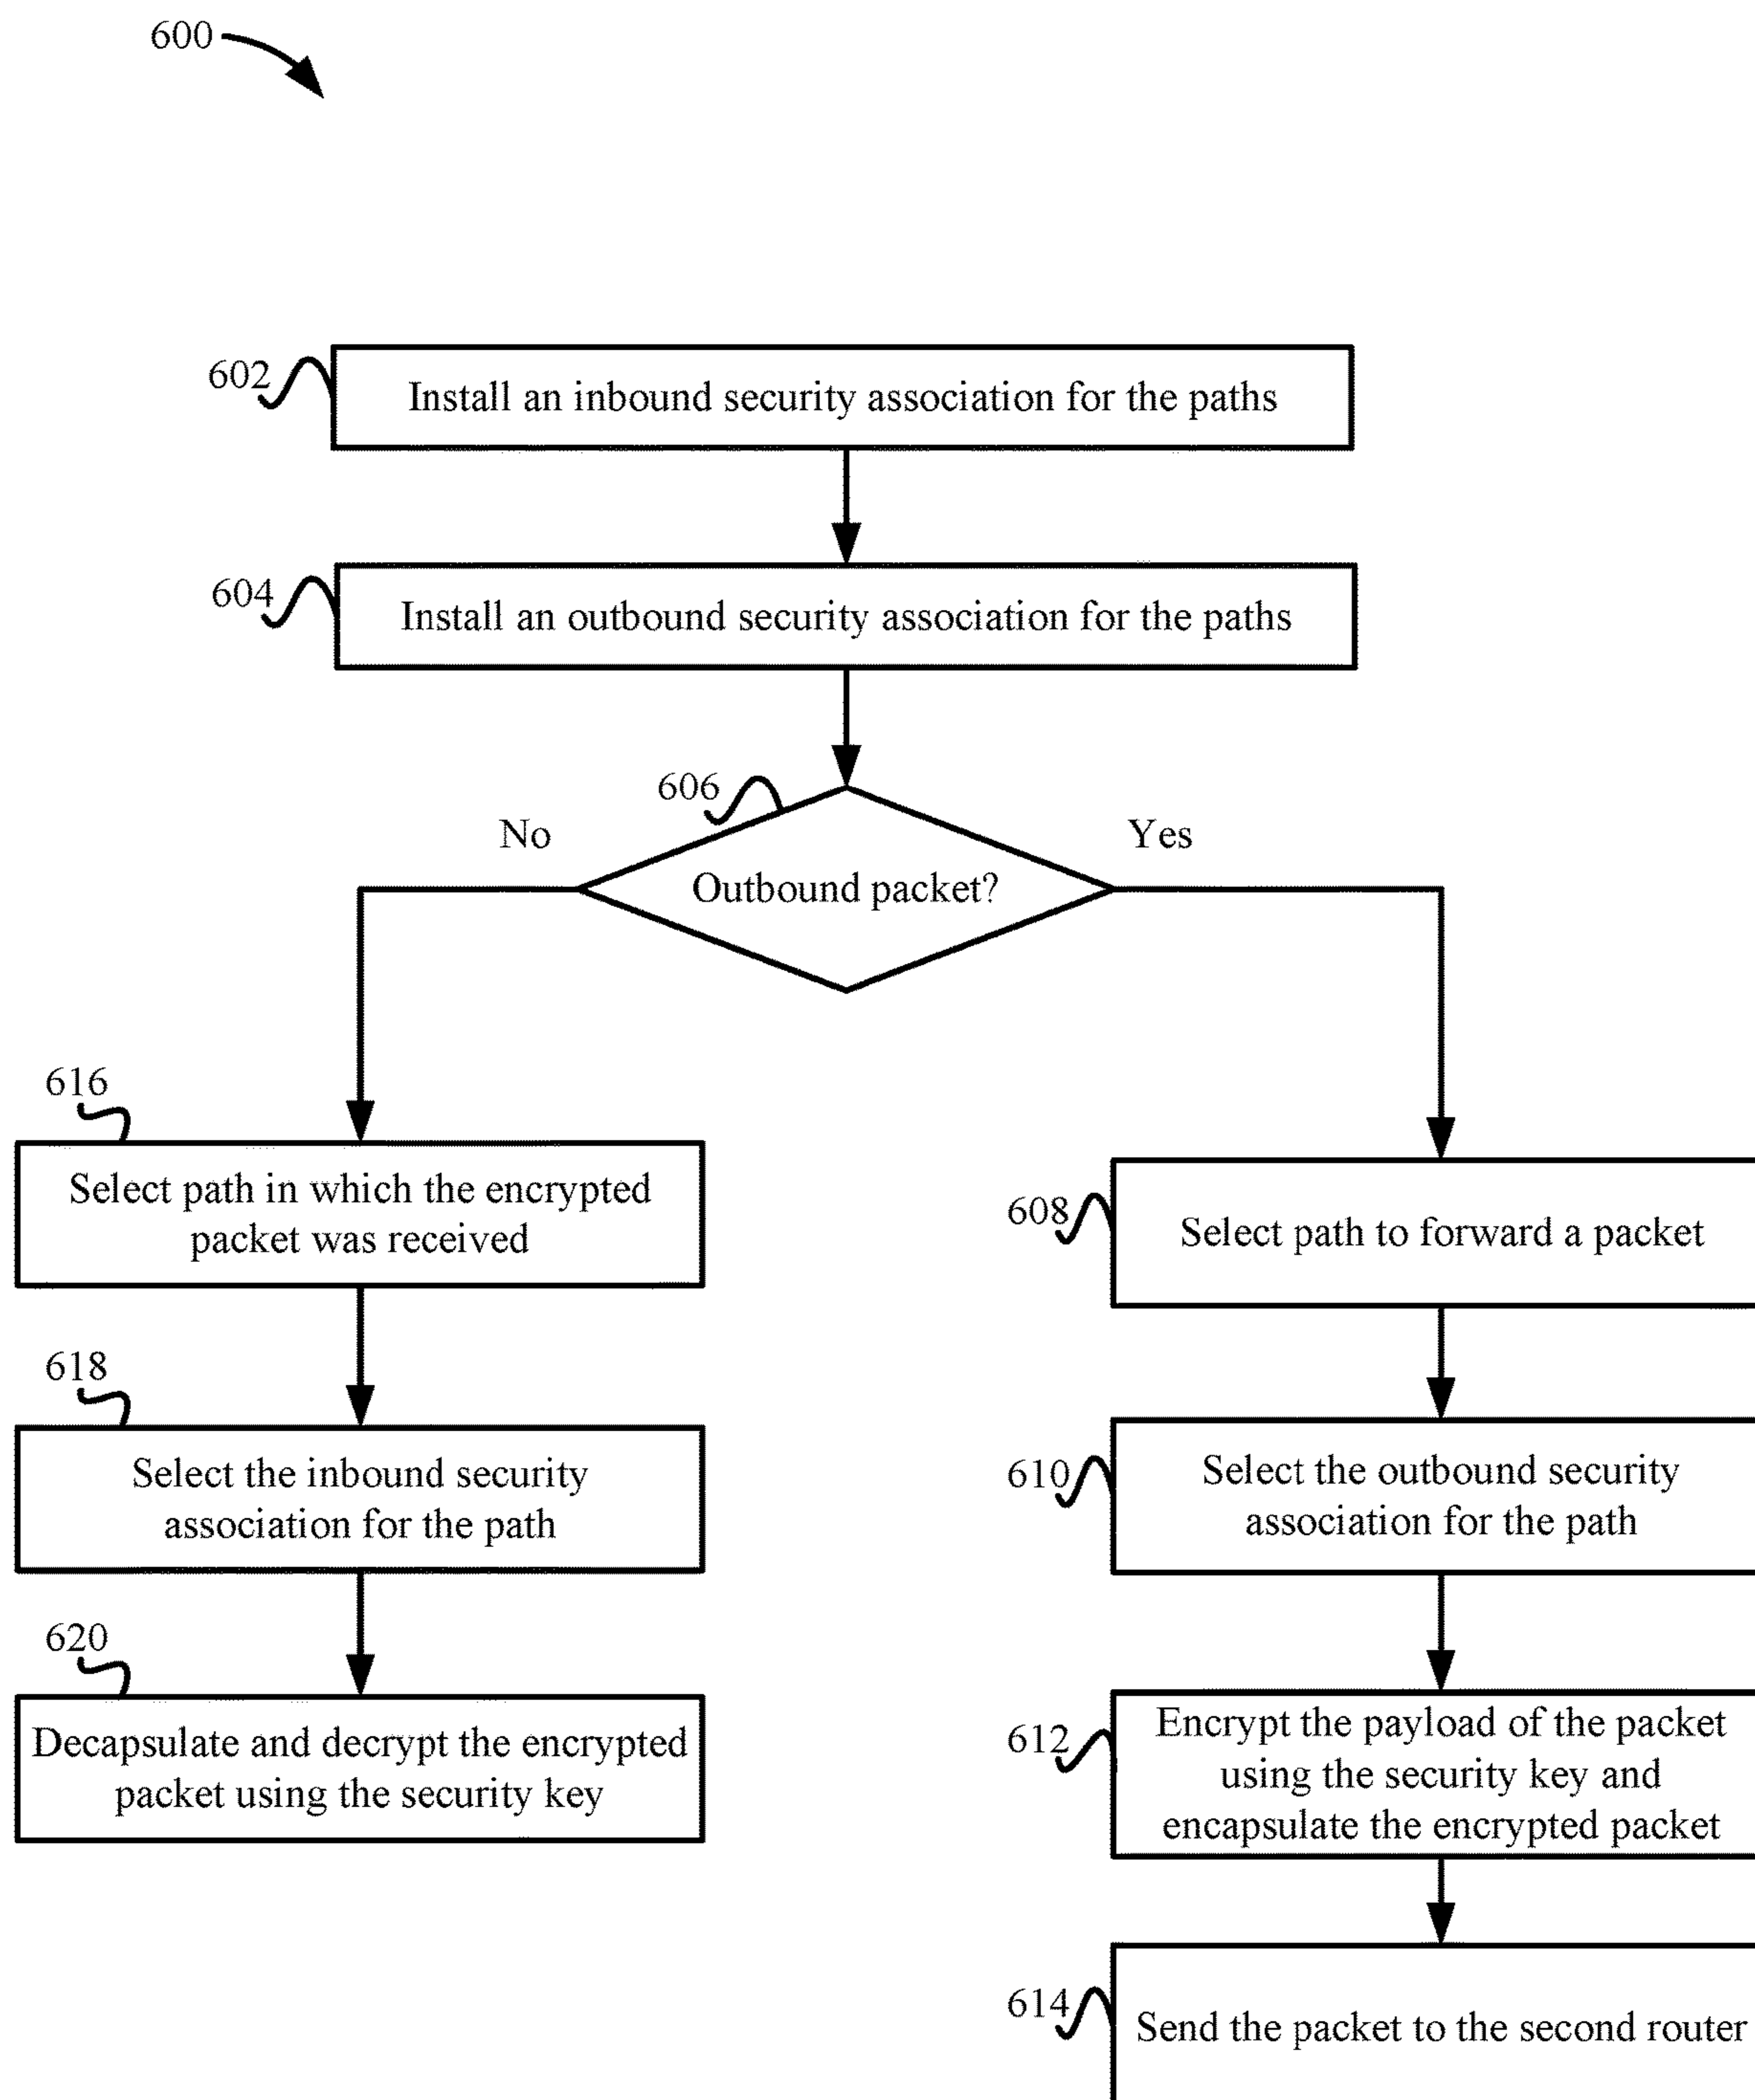 600
602
Install an inbound security association for the paths
604
Install an outbound security association for the paths
606
No
Yes
Outbound packet?
616
Select path in which the encrypted
packet was received
608
Select path to forward a packet
618
Select the inbound security
association for the path
610
Select the outbound security
association for the path
620
Decapsulate and decrypt the encrypted
packet using the security key
612
Encrypt the payload of the packet
using the security key and
encapsulate the encrypted packet
614
Send the packet to the second router